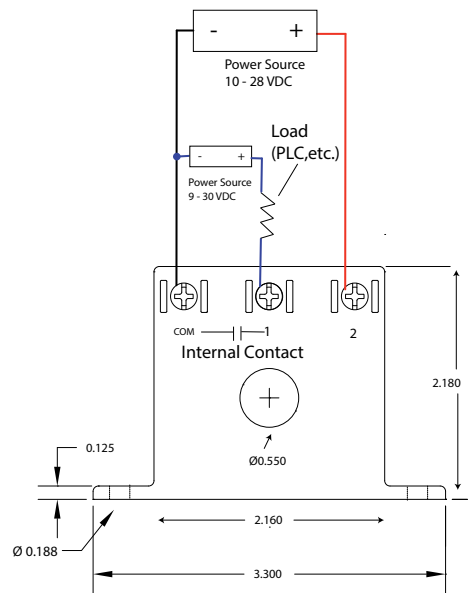 - +
Power Source
10 - 28 VDC
Load
(PLC,etc.)
- +
Power Source
9 - 30 VDC
COM 1 2
Internal Contact
2.180
0.125
Ø0.550
Ø 0.188
2.160
3.300